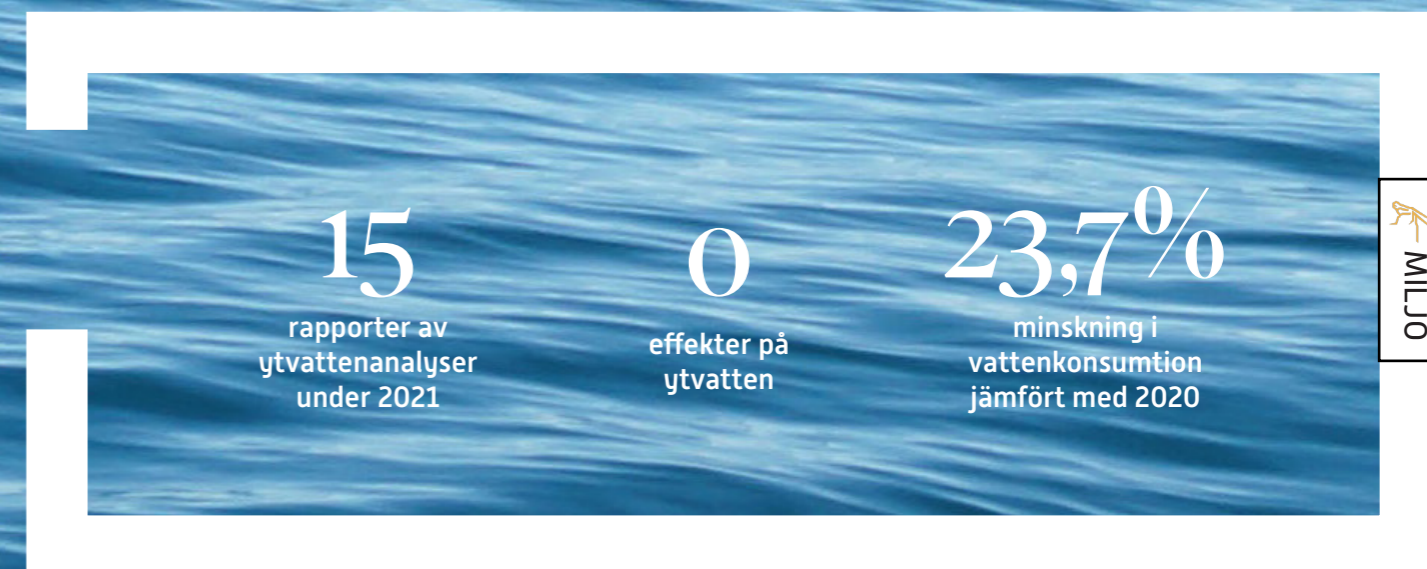 15
rapporter av
ytvattenanalyser
under 2021
0
effekter på
ytvatten
23,7%
minskning i
vattenkonsumtion
jämfört med 2020
MILJÖ